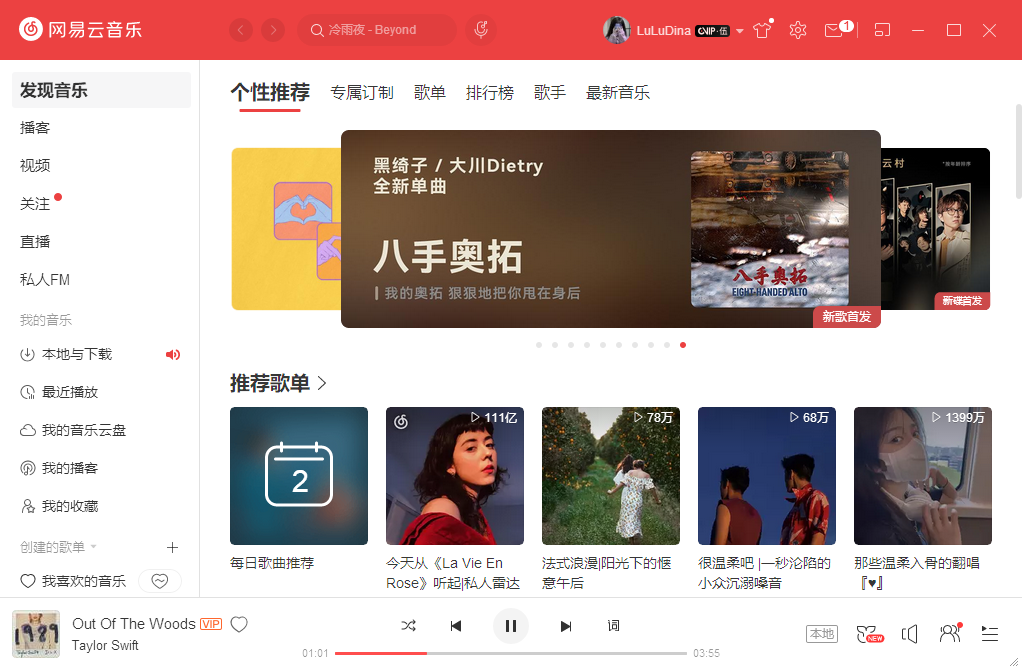 网易云音乐
冷雨夜 - Beyond
LuLuDina
CVIP·伍
1
发现音乐
播客
视频
关注
直播
私人FM
我的音乐
本地与下载
最近播放
我的音乐云盘
我的播客
我的收藏
创建的歌单
我喜欢的音乐
个性推荐 专属订制 歌单 排行榜 歌手 最新音乐
黑绮子 / 大川Dietry
全新单曲
八手奥拓
我的奥拓 狠狠地把你甩在身后
八手奥拓
EIGHT-HANDED ALTO
新歌首发
云村
新碟首发
推荐歌单
2
111亿
78万
68万
1399万
每日歌曲推荐
今天从《La Vie En
Rose》听起|私人雷达
法式浪漫|阳光下的惬
意午后
很温柔吧 |一秒沦陷的
小众沉溺嗓音
那些温柔入骨的翻唱
『♥』
1989
Out Of The Woods VIP
Taylor Swift
词
01:01
03:55
本地
NEW